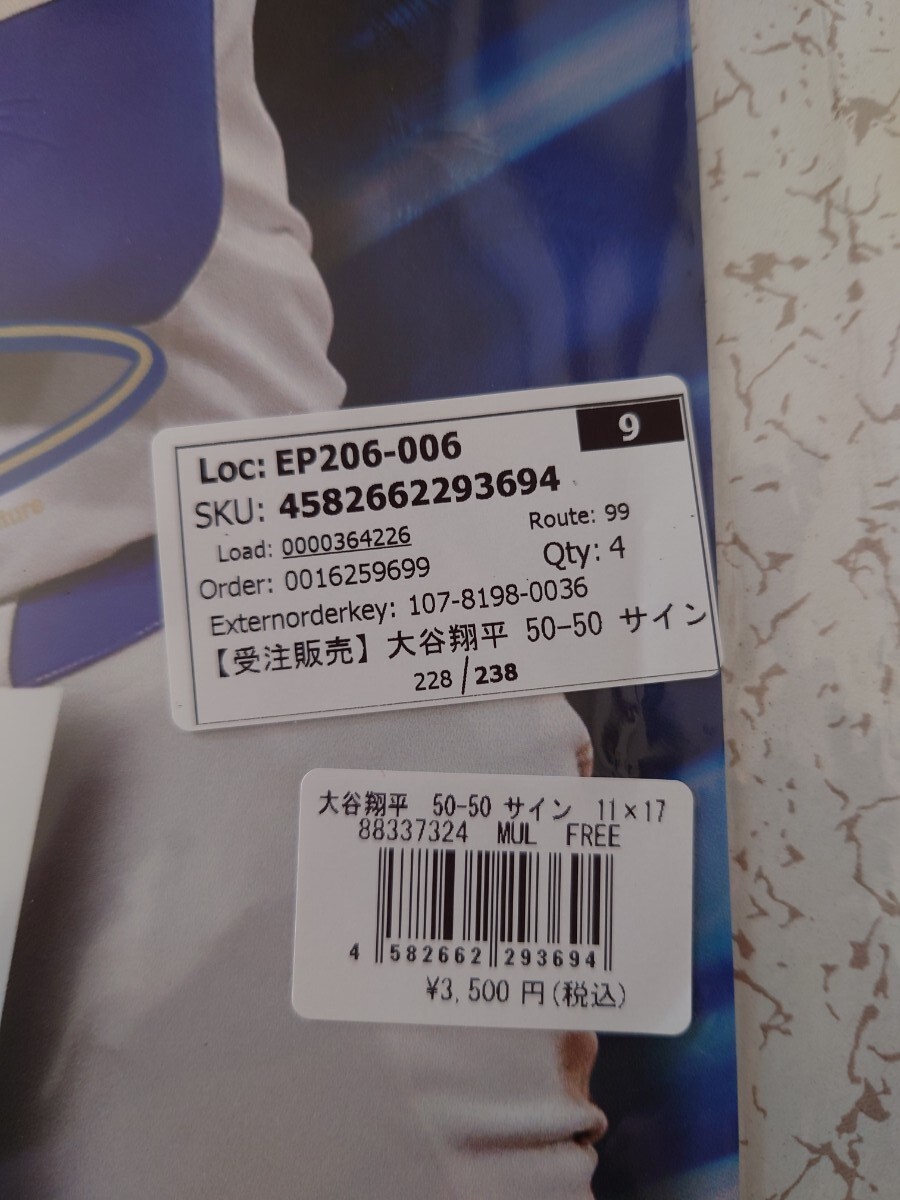 9
Loc: EP206-006
SKU: 4582662293694
Load: 0000364226
Route: 99
Order: 0016259699
Qty: 4
Externorderkey: 107-8198-0036
【受注販売】大谷翔平 50-50 サイン
228 / 238
大谷翔平 50-50 サイン 11×17
88337324 MUL FREE
4 582662 293694
¥3,500 円(税込)